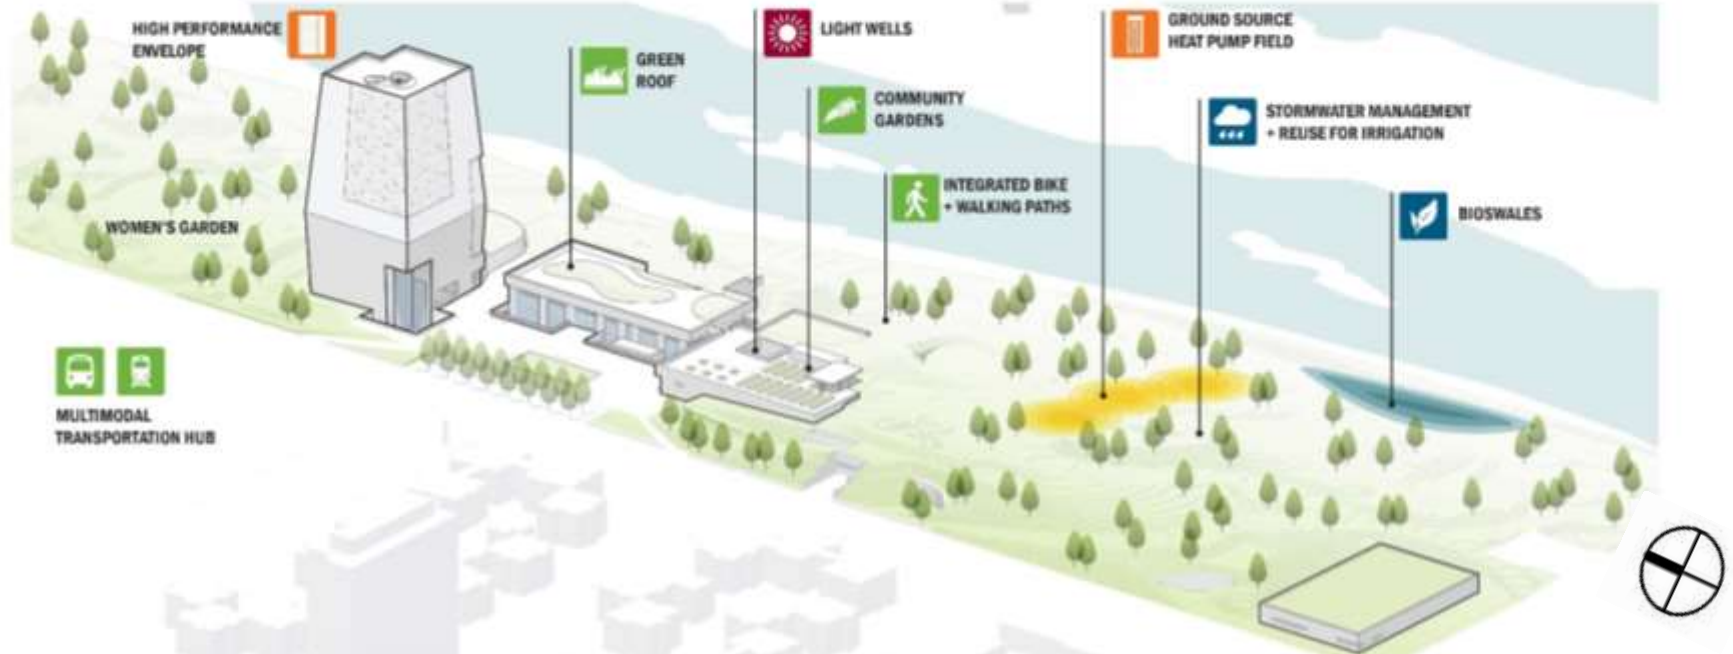 HIGH PERFORMANCE
ENVELOPE
GREEN
ROOF
LIGHT WELLS
COMMUNITY
GARDENS
INTEGRATED BIKE
+ WALKING PATHS
GROUND SOURCE
HEAT PUMP FIELD
STORMWATER MANAGEMENT
+ REUSE FOR IRRIGATION
BIOSWALES
WOMEN'S GARDEN
MULTIMODAL
TRANSPORTATION HUB